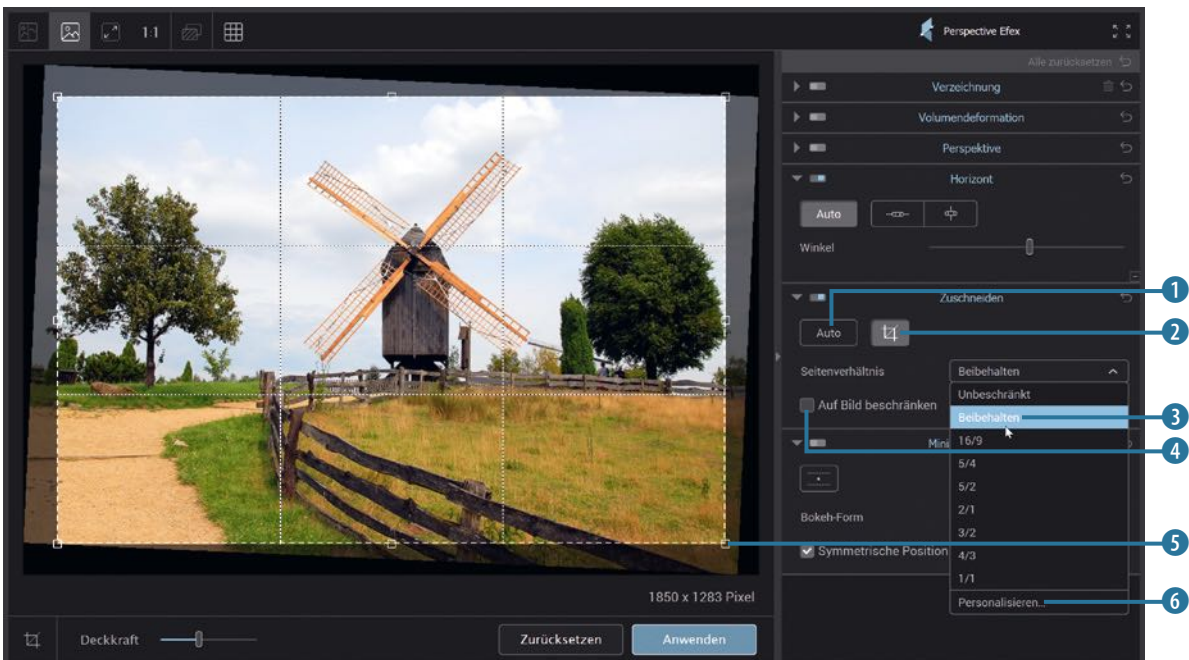 1:1
Perspective Efex
Alle zurücksetzen
Verzeichnung
Volumendeformation
Perspektive
Horizont
Auto
Winkel
Zuschneiden
1
Auto
2
Seitenverhältnis
Beibehalten
Unbeschränkt
Auf Bild beschränken
Beibehalten
3
4
Mini
16/9
5/4
5/2
2/1
Bokeh-Form
3/2
Symmetrische Position
4/3
5
1/1
Personalisieren...
6
1850 x 1283 Pixel
Deckkraft
Zurücksetzen
Anwenden